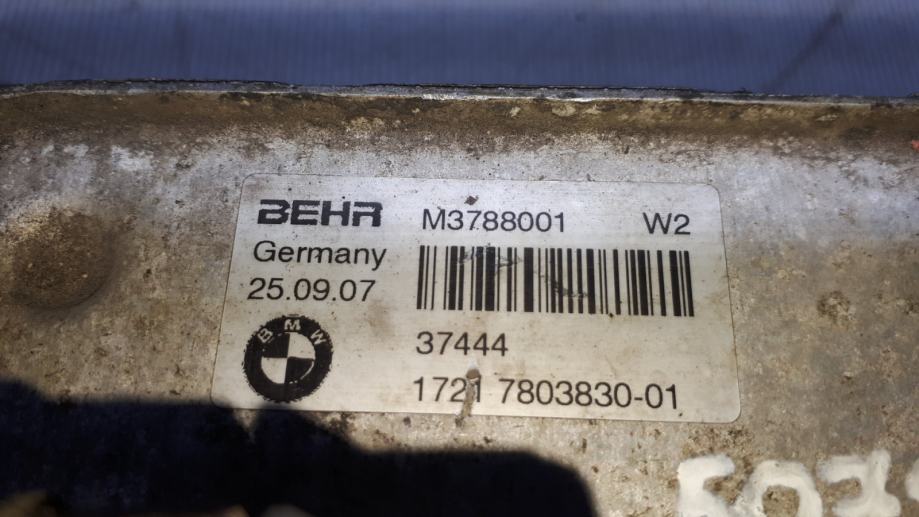 BEHR M3788001 W2
Germany
25.09.07
BMW
37444
1721 7803830-01